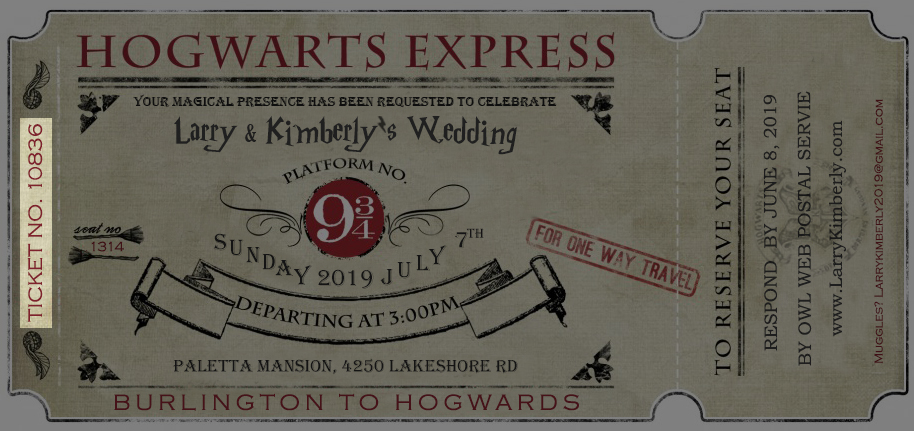 HOGWARTS EXPRESS
YOUR MAGICAL PRESENCE HAS BEEN REQUESTED TO CELEBRATE
Larry & Kimberly's Wedding
PLATFORM NO.
9 3/4
SUNDAY 2019 JULY 7TH
DEPARTING AT 3:00PM
PALETTA MANSION, 4250 LAKESHORE RD
BURLINGTON TO HOGWARDS
TICKET NO. 10836
seat no
1314
FOR ONE WAY TRAVEL
TO RESERVE YOUR SEAT
RESPOND BY JUNE 8, 2019
BY OWL WEB POSTAL SERVIE
www.LarryKimberly.com
MUGGLES? LARRYKIMBERLY2019@GMAIL.COM